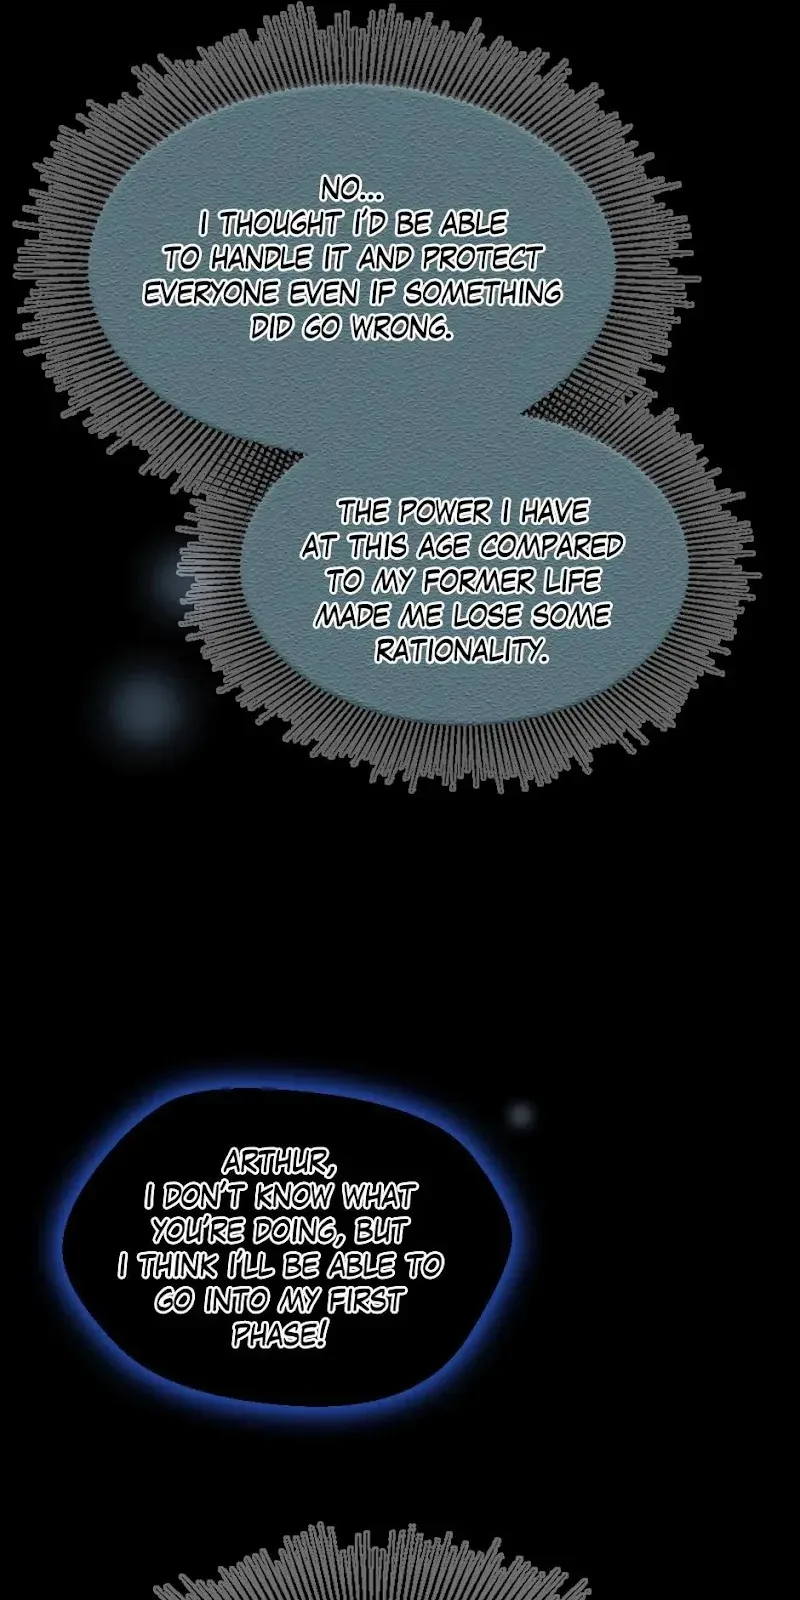 NO...
I THOUGHT I'D BE ABLE
TO HANDLE IT AND PROTECT
EVERYONE EVEN IF SOMETHING
DID GO WRONG.
THE POWER I HAVE
AT THIS AGE COMPARED
TO MY FORMER LIFE
MADE ME LOSE SOME
RATIONALITY.
ARTHUR,
I DON'T KNOW WHAT
YOU'RE DOING, BUT
I THINK I'LL BE ABLE TO
GO INTO MY FIRST
PHASE!